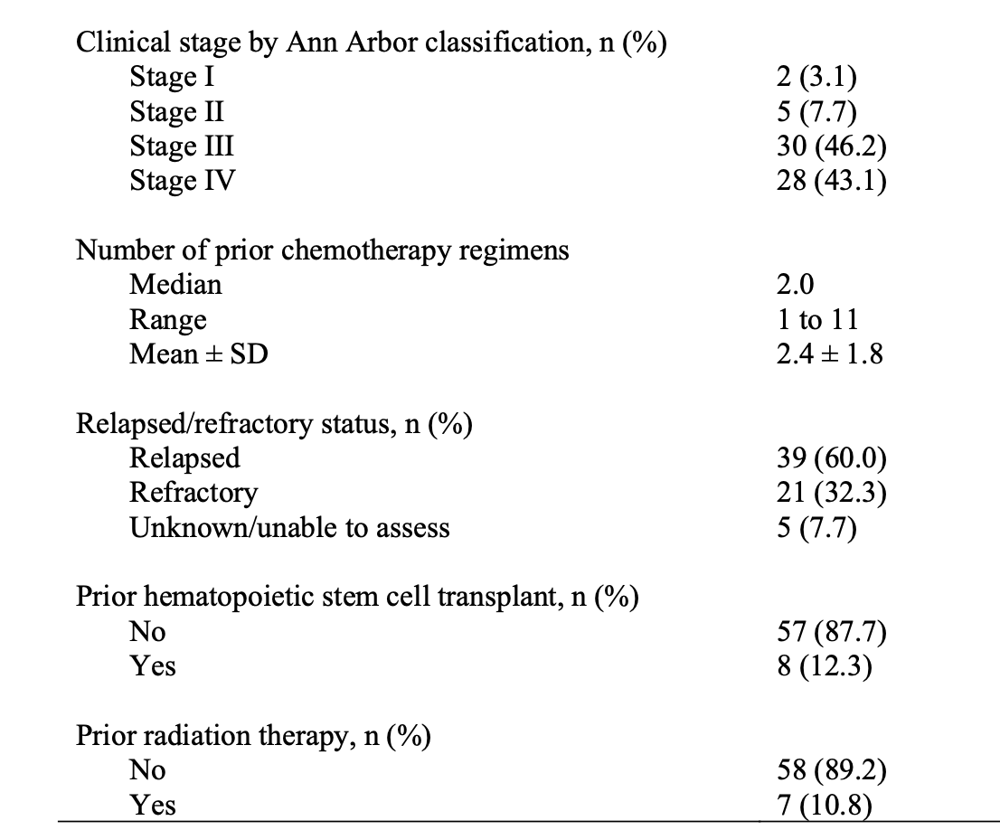 Clinical stage by Ann Arbor classification, n (%)
Stage I 2 (3.1)
Stage II 5 (7.7)
Stage III 30 (46.2)
Stage IV 28 (43.1)
Number of prior chemotherapy regimens
Median 2.0
Range 1 to 11
Mean ± SD 2.4 ± 1.8
Relapsed/refractory status, n (%)
Relapsed 39 (60.0)
Refractory 21 (32.3)
Unknown/unable to assess 5 (7.7)
Prior hematopoietic stem cell transplant, n (%)
No 57 (87.7)
Yes 8 (12.3)
Prior radiation therapy, n (%)
No 58 (89.2)
Yes 7 (10.8)